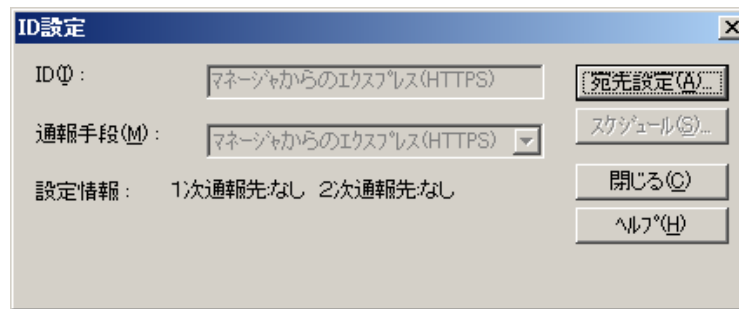 ID設定
ID(I)： マネージャからのエクスプレス(HTTPS) 宛先設定(A)...
通報手段(M)： マネージャからのエクスプレス(HTTPS) スケジュール(S)...
設定情報： 1次通報先:なし 2次通報先:なし 閉じる(C)
ヘルプ(H)